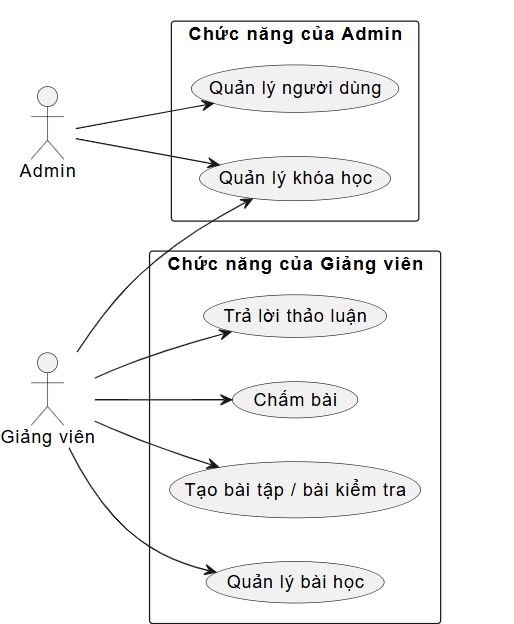 Chức năng của Admin
Quản lý người dùng
Admin
Quản lý khóa học
Chức năng của Giảng viên
Trả lời thảo luận
Chấm bài
Giảng viên
Tạo bài tập / bài kiểm tra
Quản lý bài học